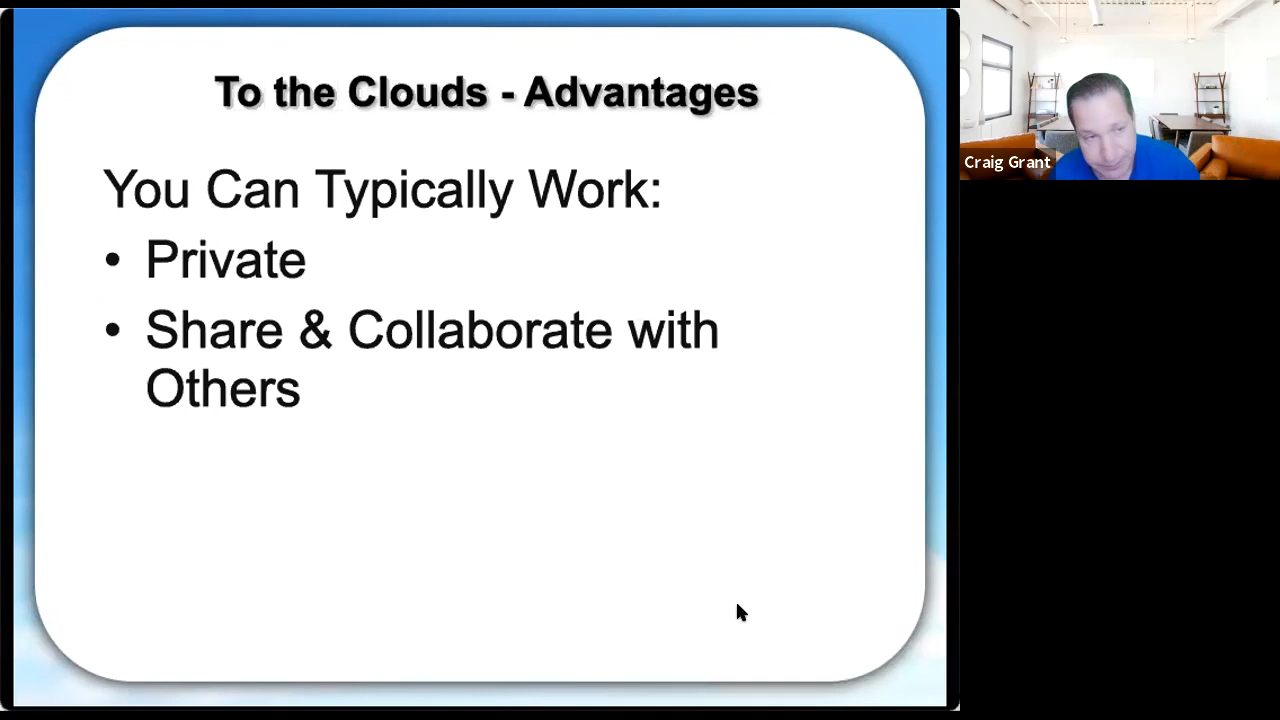 To the Clouds - Advantages
You Can Typically Work:
• Private
• Share & Collaborate with
Others
Craig Grant